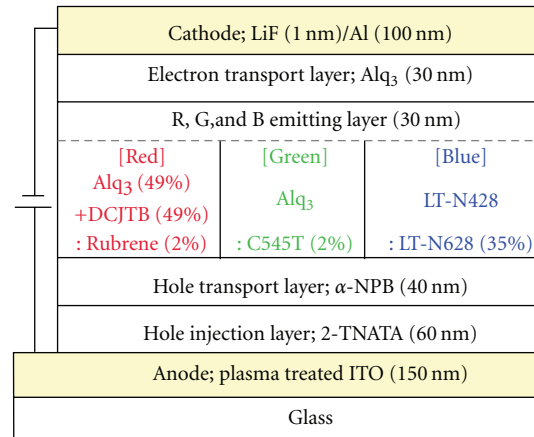 Cathode; LiF (1 nm)/Al (100 nm)
Electron transport layer; Alq3 (30 nm)
R, G,and B emitting layer (30 nm)
[Red]
Alq3 (49%)
+DCJTB (49%)
: Rubrene (2%)
[Green]
Alq3
: C545T (2%)
[Blue]
LT-N428
: LT-N628 (35%)
Hole transport layer; α-NPB (40 nm)
Hole injection layer; 2-TNATA (60 nm)
Anode; plasma treated ITO (150 nm)
Glass